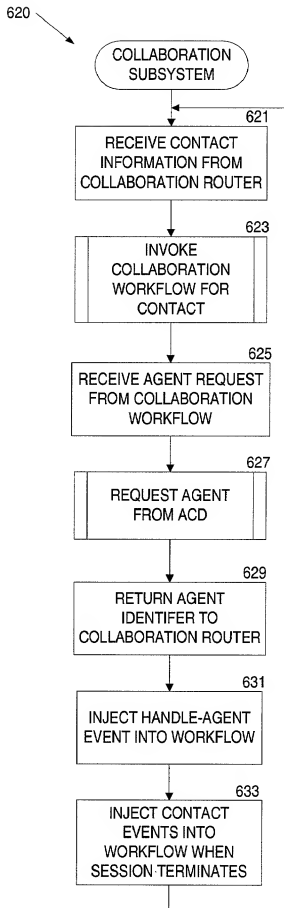 620
COLLABORATION
SUBSYSTEM
621
RECEIVE CONTACT
INFORMATION FROM
COLLABORATION ROUTER
623
INVOKE
COLLABORATION
WORKFLOW FOR
CONTACT
625
RECEIVE AGENT REQUEST
FROM COLLABORATION
WORKFLOW
627
REQUEST AGENT
FROM ACD
629
RETURN AGENT
IDENTIFER TO
COLLABORATION ROUTER
631
INJECT HANDLE-AGENT
EVENT INTO WORKFLOW
633
INJECT CONTACT
EVENTS INTO
WORKFLOW WHEN
SESSION TERMINATES